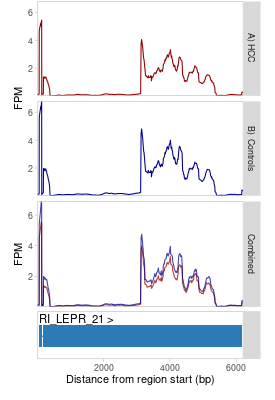 6
4
2
A) HCC
6
4
2
FPM
B) Controls
6
4
2
FPM
Combined
RI_LEPR_21 >
2000
4000
6000
Distance from region start (bp)